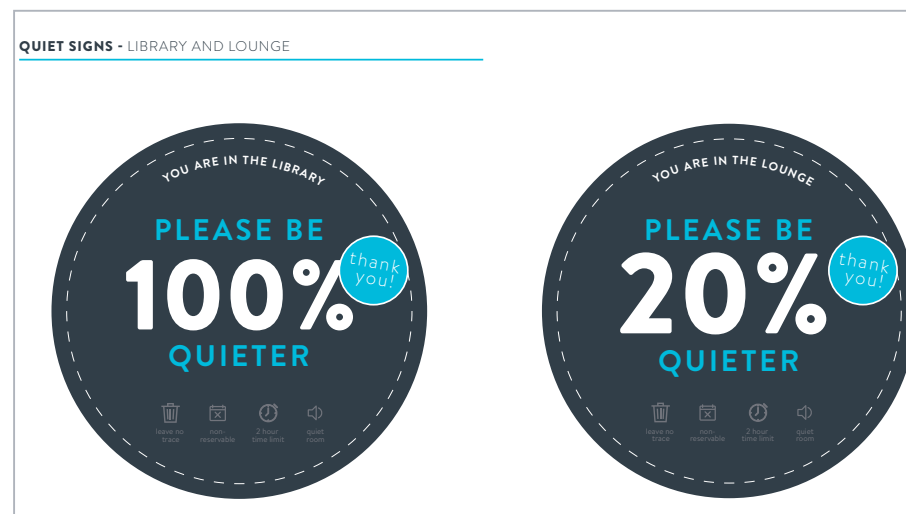 QUIET SIGNS - LIBRARY AND LOUNGE
YOU ARE IN THE LIBRARY
PLEASE BE
100%
thank
you!
QUIETER
leave no
trace
non-
reservable
2 hour
time limit
quiet
room
YOU ARE IN THE LOUNGE
PLEASE BE
20%
thank
you!
QUIETER
leave no
trace
non-
reservable
2 hour
time limit
quiet
room